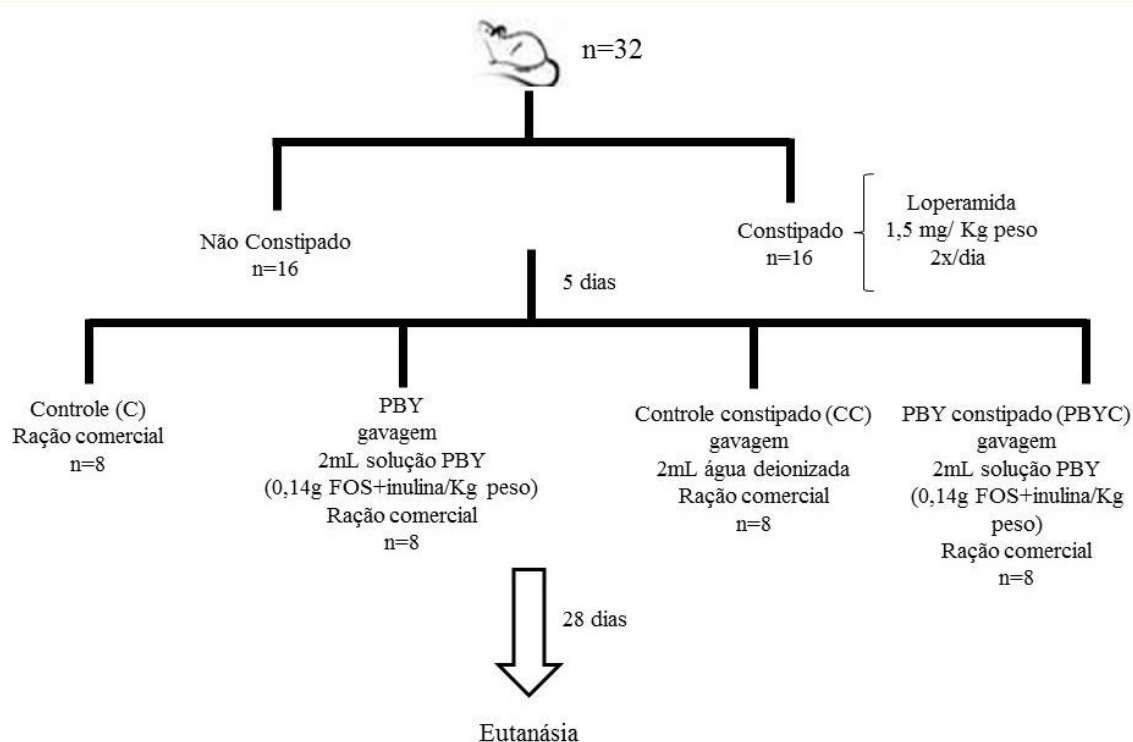 n=32
Não Constipado
n=16
Constipado
n=16
Loperamida
1,5 mg/ Kg peso
2x/dia
5 dias
Controle (C)
Ração comercial
n=8
PBY
gavagem
2mL solução PBY
(0,14g FOS+inulina/Kg peso)
Ração comercial
n=8
Controle constipado (CC)
gavagem
2mL água deionizada
Ração comercial
n=8
PBY constipado (PBYC)
gavagem
2mL solução PBY
(0,14g FOS+inulina/Kg
peso)
Ração comercial
n=8
28 dias
Eutanásia